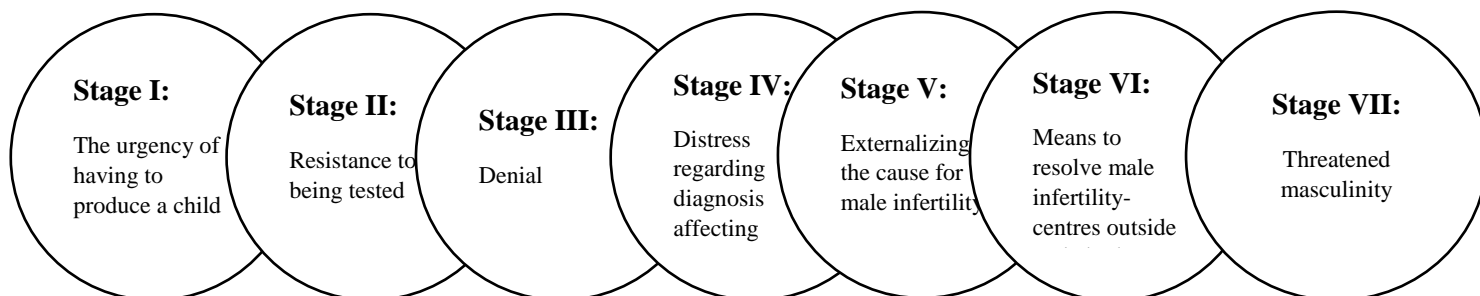 Stage I:
The urgency of
having to
produce a child
Stage II:
Resistance to
being tested
Stage III:
Denial
Stage IV:
Distress
regarding
diagnosis
affecting
Stage V:
Externalizing
the cause for
male infertility
Stage VI:
Means to
resolve male
infertility-
centres outside
Stage VII:
Threatened
masculinity